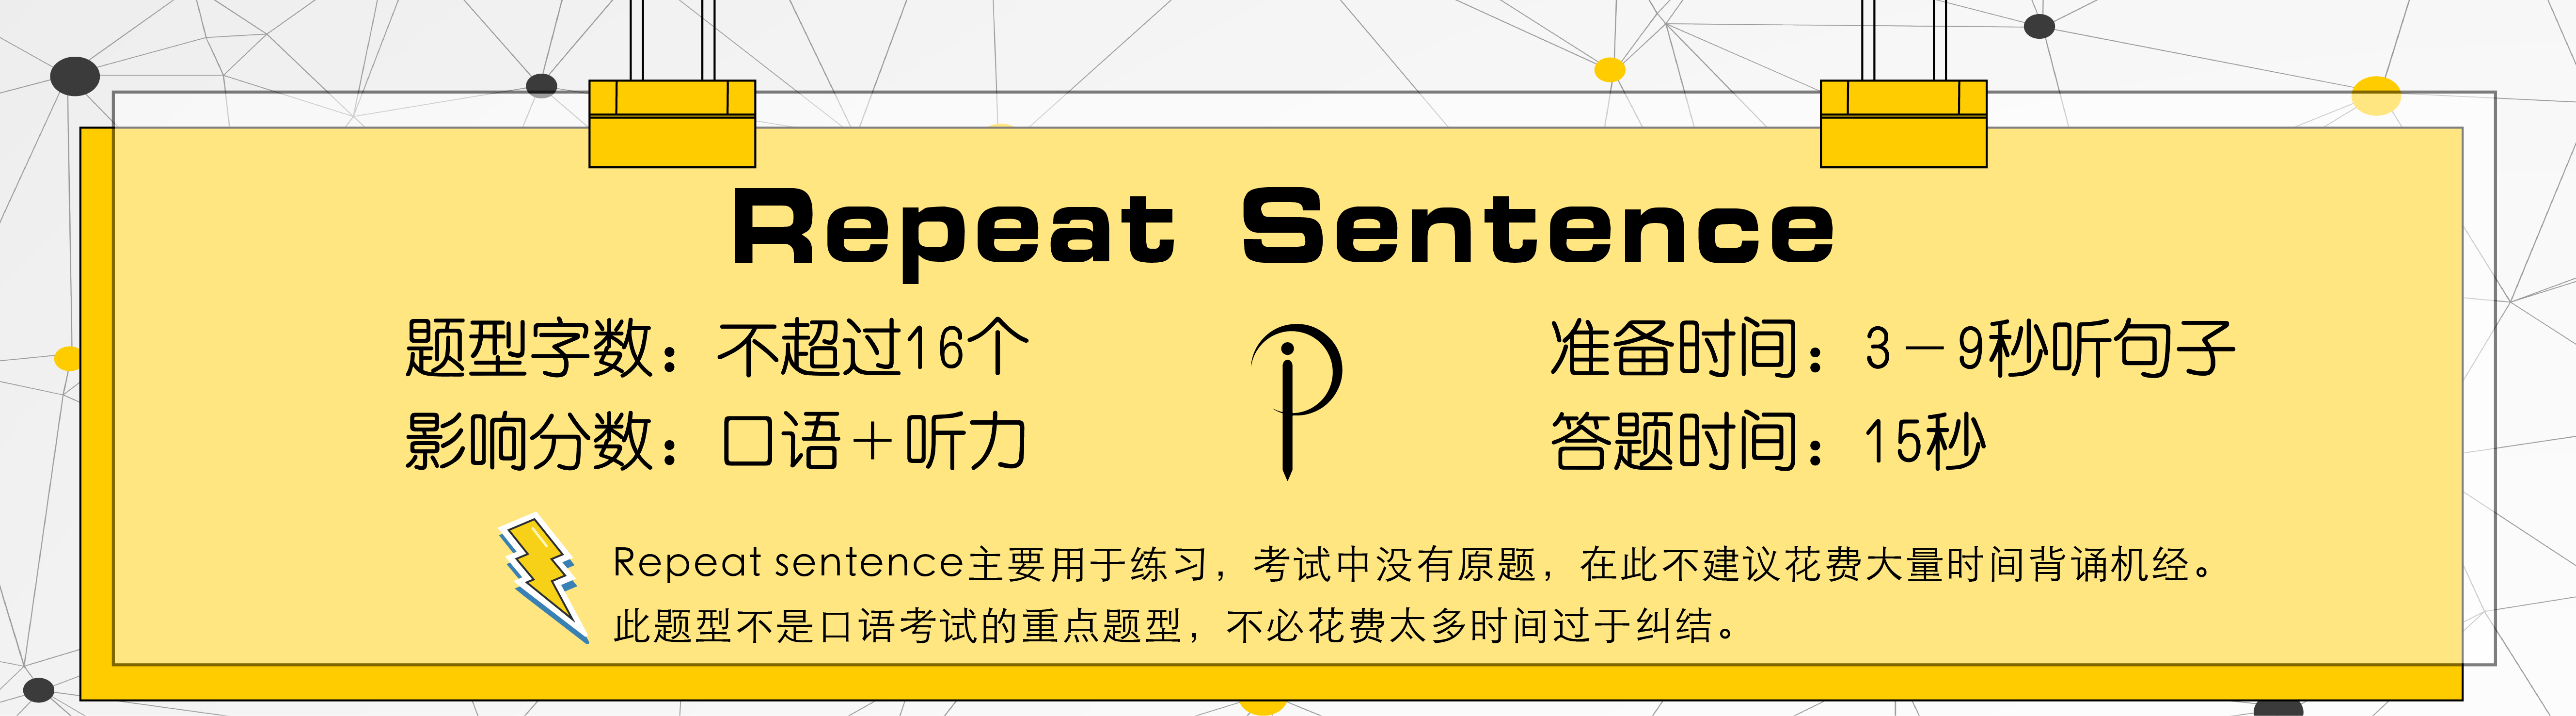 Repeat Sentence
题型字数：不超过16个
影响分数：口语＋听力
准备时间：3－9秒听句子
答题时间：15秒
Repeat sentence主要用于练习，考试中没有原题，在此不建议花费大量时间背诵机经。
此题型不是口语考试的重点题型，不必花费太多时间过于纠结。